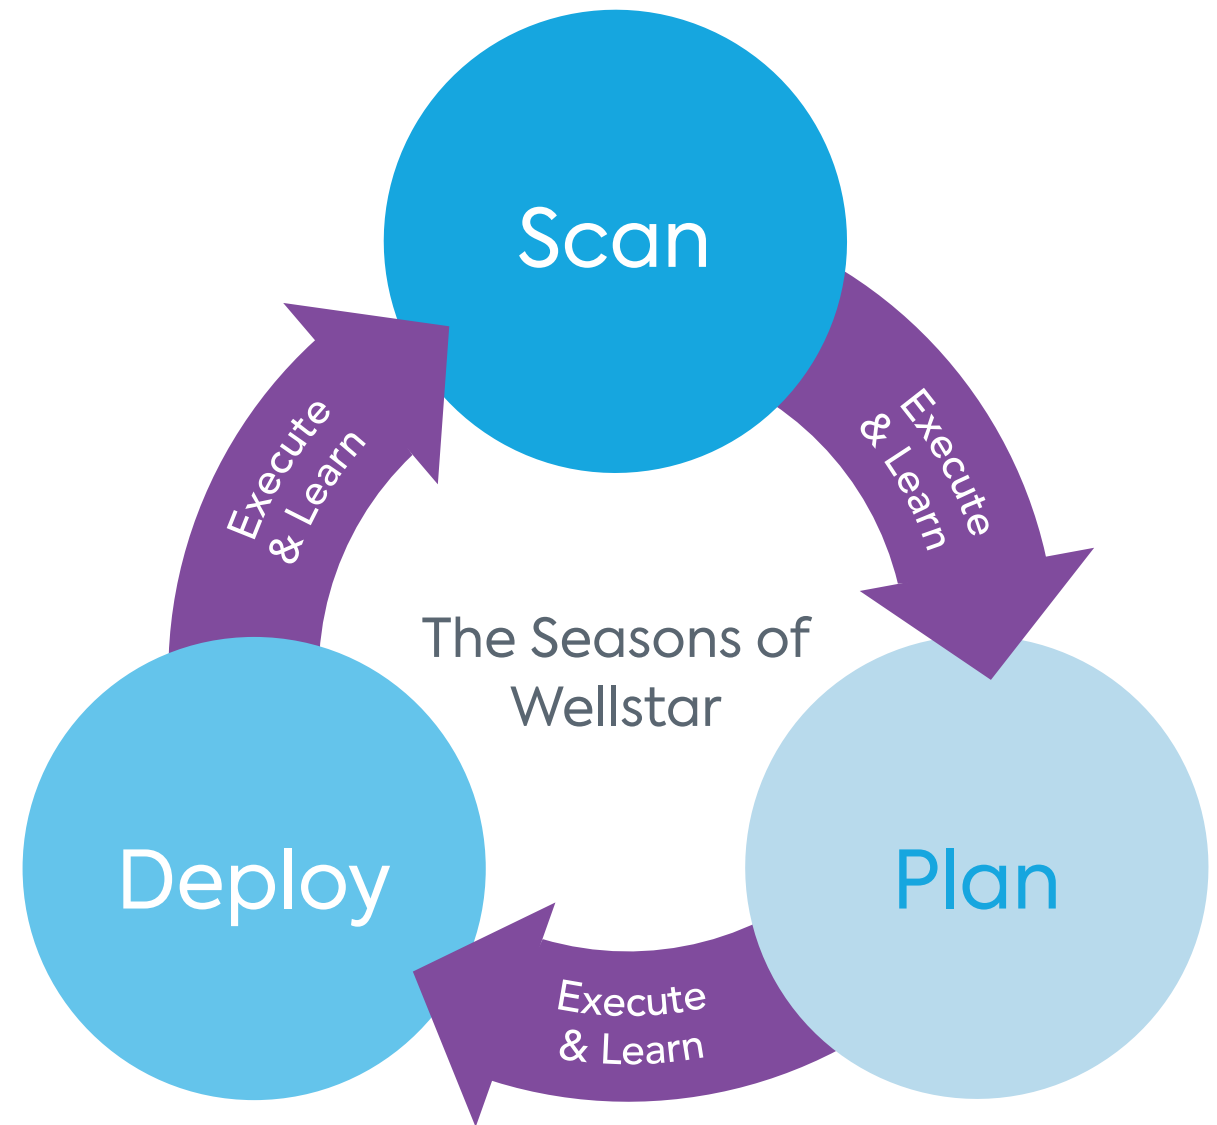 Scan
Execute
& Learn
Execute
& Learn
The Seasons of
Wellstar
Deploy
Plan
Execute
& Learn